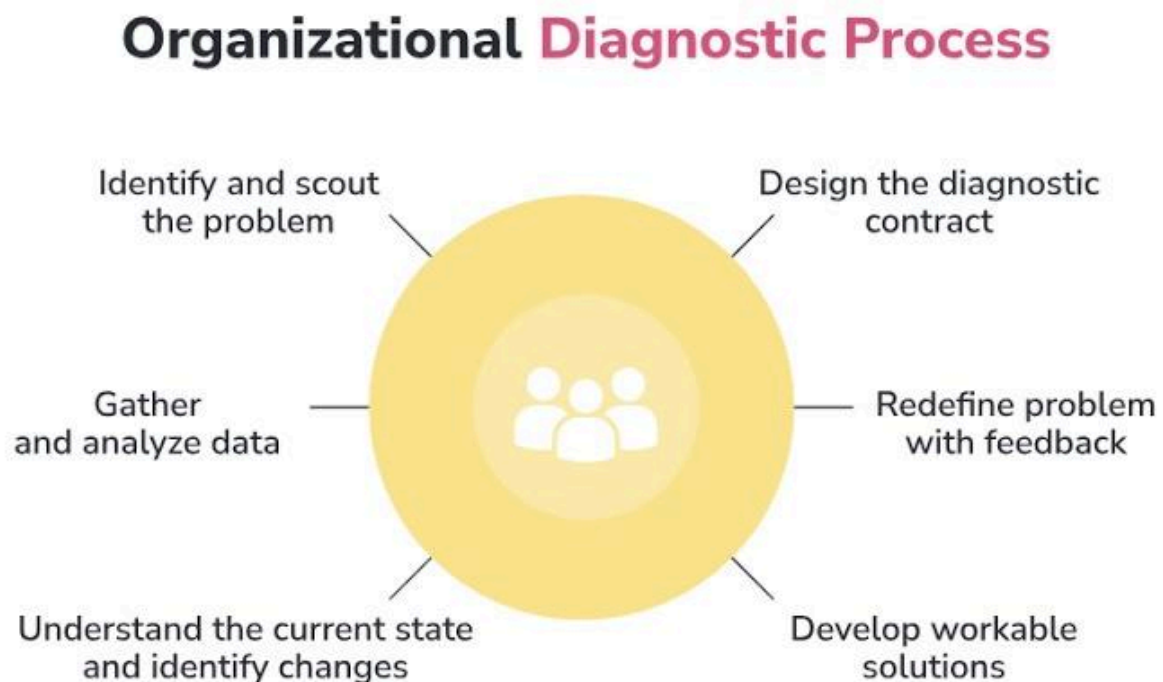 Organizational Diagnostic Process
Identify and scout
the problem
Design the diagnostic
contract
Gather
and analyze data
Redefine problem
with feedback
Understand the current state
and identify changes
Develop workable
solutions